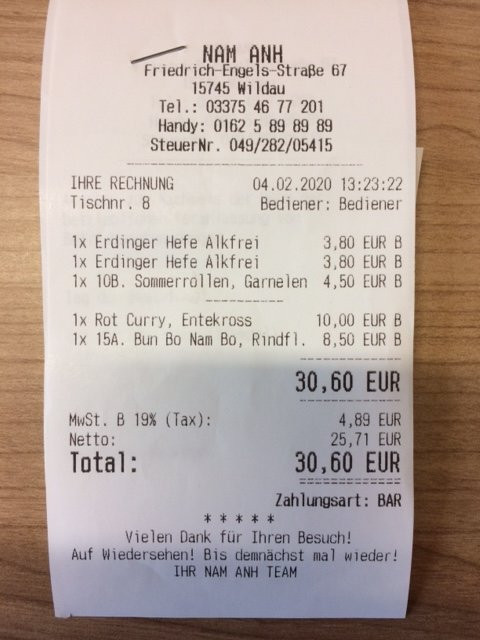 NAM ANH
Friedrich-Engels-Straße 67
15745 Wildau
Tel.: 03375 46 77 201
Handy: 0162 5 89 89 89
SteuerNr. 049/282/05415
IHRE RECHNUNG 04.02.2020 13:23:22
Tischnr. 8 Bediener: Bediener
1x Erdinger Hefe Alkfrei 3,80 EUR B
1x Erdinger Hefe Alkfrei 3,80 EUR B
1x 10B. Sommerrollen, Garnelen 4,50 EUR B
1x Rot Curry, Entekross 10,00 EUR B
1x 15A. Bun Bo Nam Bo, Rindfl. 8,50 EUR B
30,60 EUR
MwSt. B 19% (Tax): 4,89 EUR
Netto: 25,71 EUR
Total: 30,60 EUR
Zahlungsart: BAR
* * * * *
Vielen Dank für Ihren Besuch!
Auf Wiedersehen! Bis demnächst mal wieder!
IHR NAM ANH TEAM